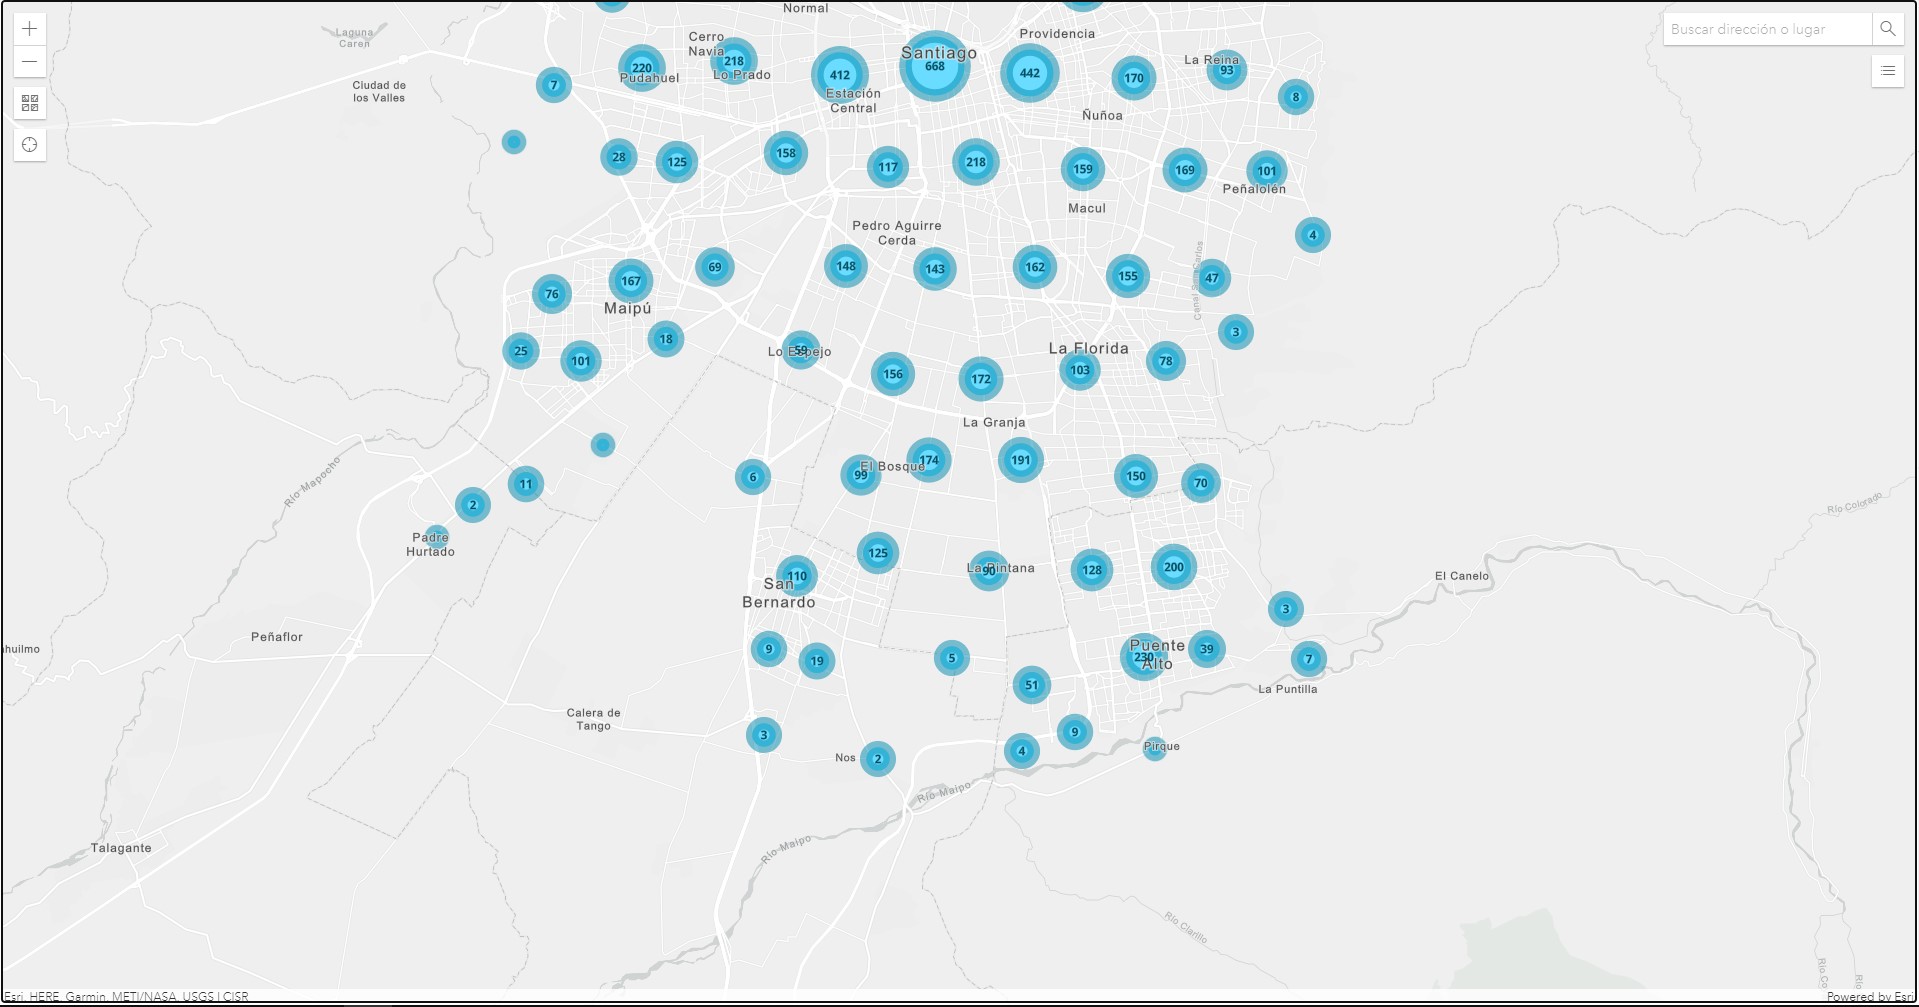 Normal
Buscar dirección o lugar
Laguna
Caren
Cerro
Navia
Santiago
Providencia
220
Pudahuel
218
Lo Prado
412
Estación
Central
668
442
170
La Reina
93
7
Ciudad de
los Valles
8
Ñuñoa
28
125
158
117
218
159
169
101
Peñalolén
Macul
Pedro Aguirre
Cerda
4
69
148
143
162
155
47
Canal San Carlos
76
167
Maipú
18
3
25
101
59
Lo Espejo
La Florida
103
78
156
172
La Granja
Río Mapocho
11
2
6
99
El Bosque
174
191
150
70
Río Colorado
Padre
Hurtado
125
110
San
Bernardo
90
La Pintana
128
200
El Canelo
3
Peñaflor
ahuilmo
9
19
5
230
Puente
Alto
39
7
51
La Puntilla
Calera de
Tango
3
Nos
2
4
9
Pirque
Río Maipo
Río Maipo
Talagante
Río Clarillo
Río Co
Río
Esri, HERE, Garmin, METI/NASA, USGS | CISR
Powered by Esri